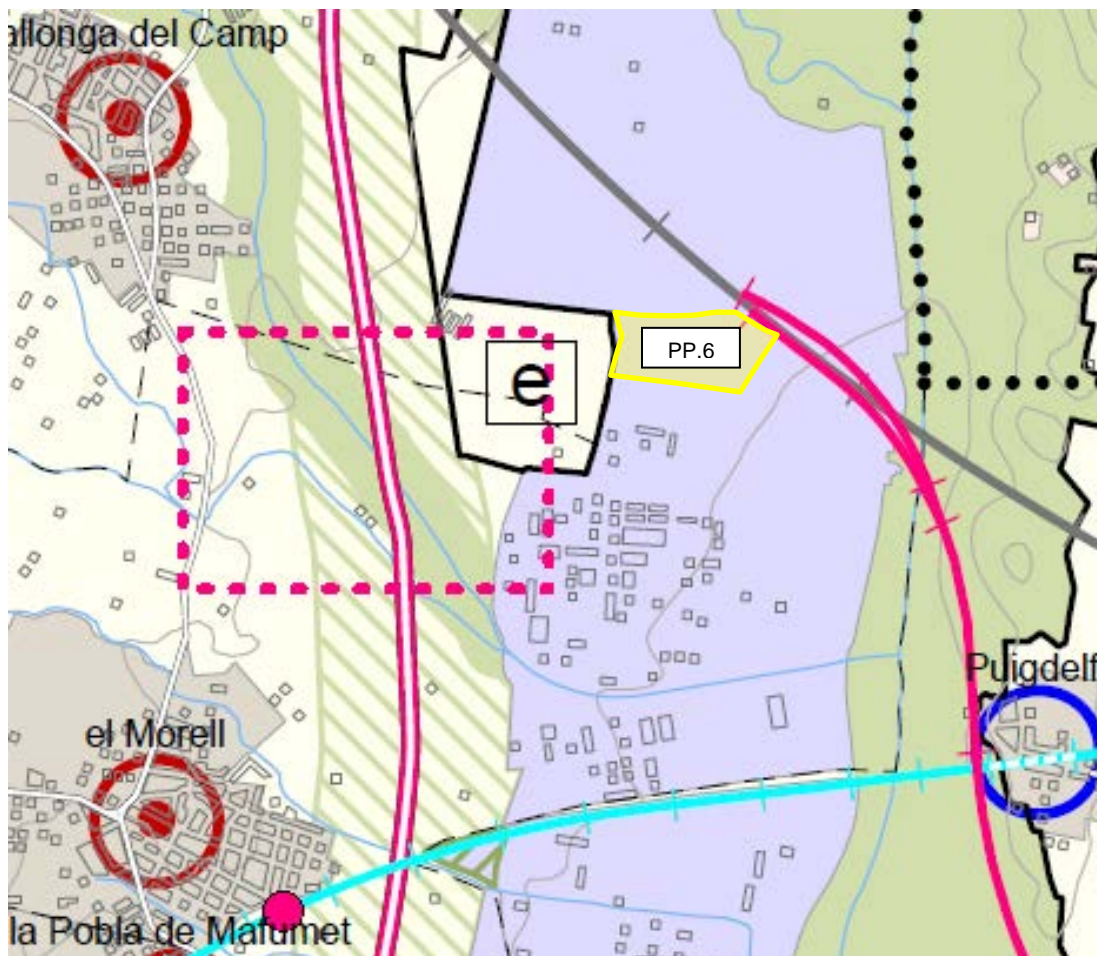 allonga del Camp
PP.6
e
Puigdelf
el Morell
la Pobla de Mafumet